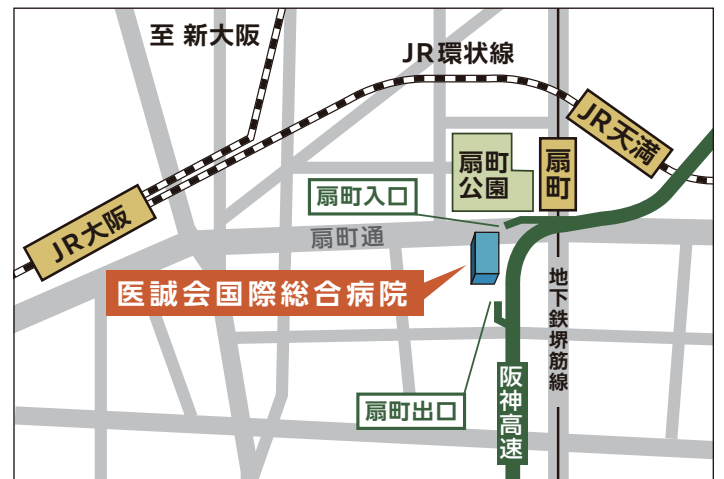 至 新大阪
JR環状線
JR天満
扇町
公園
扇町
扇町入口
JR大阪
扇町通
医誠会国際総合病院
地下鉄堺筋線
阪神高速
扇町出口